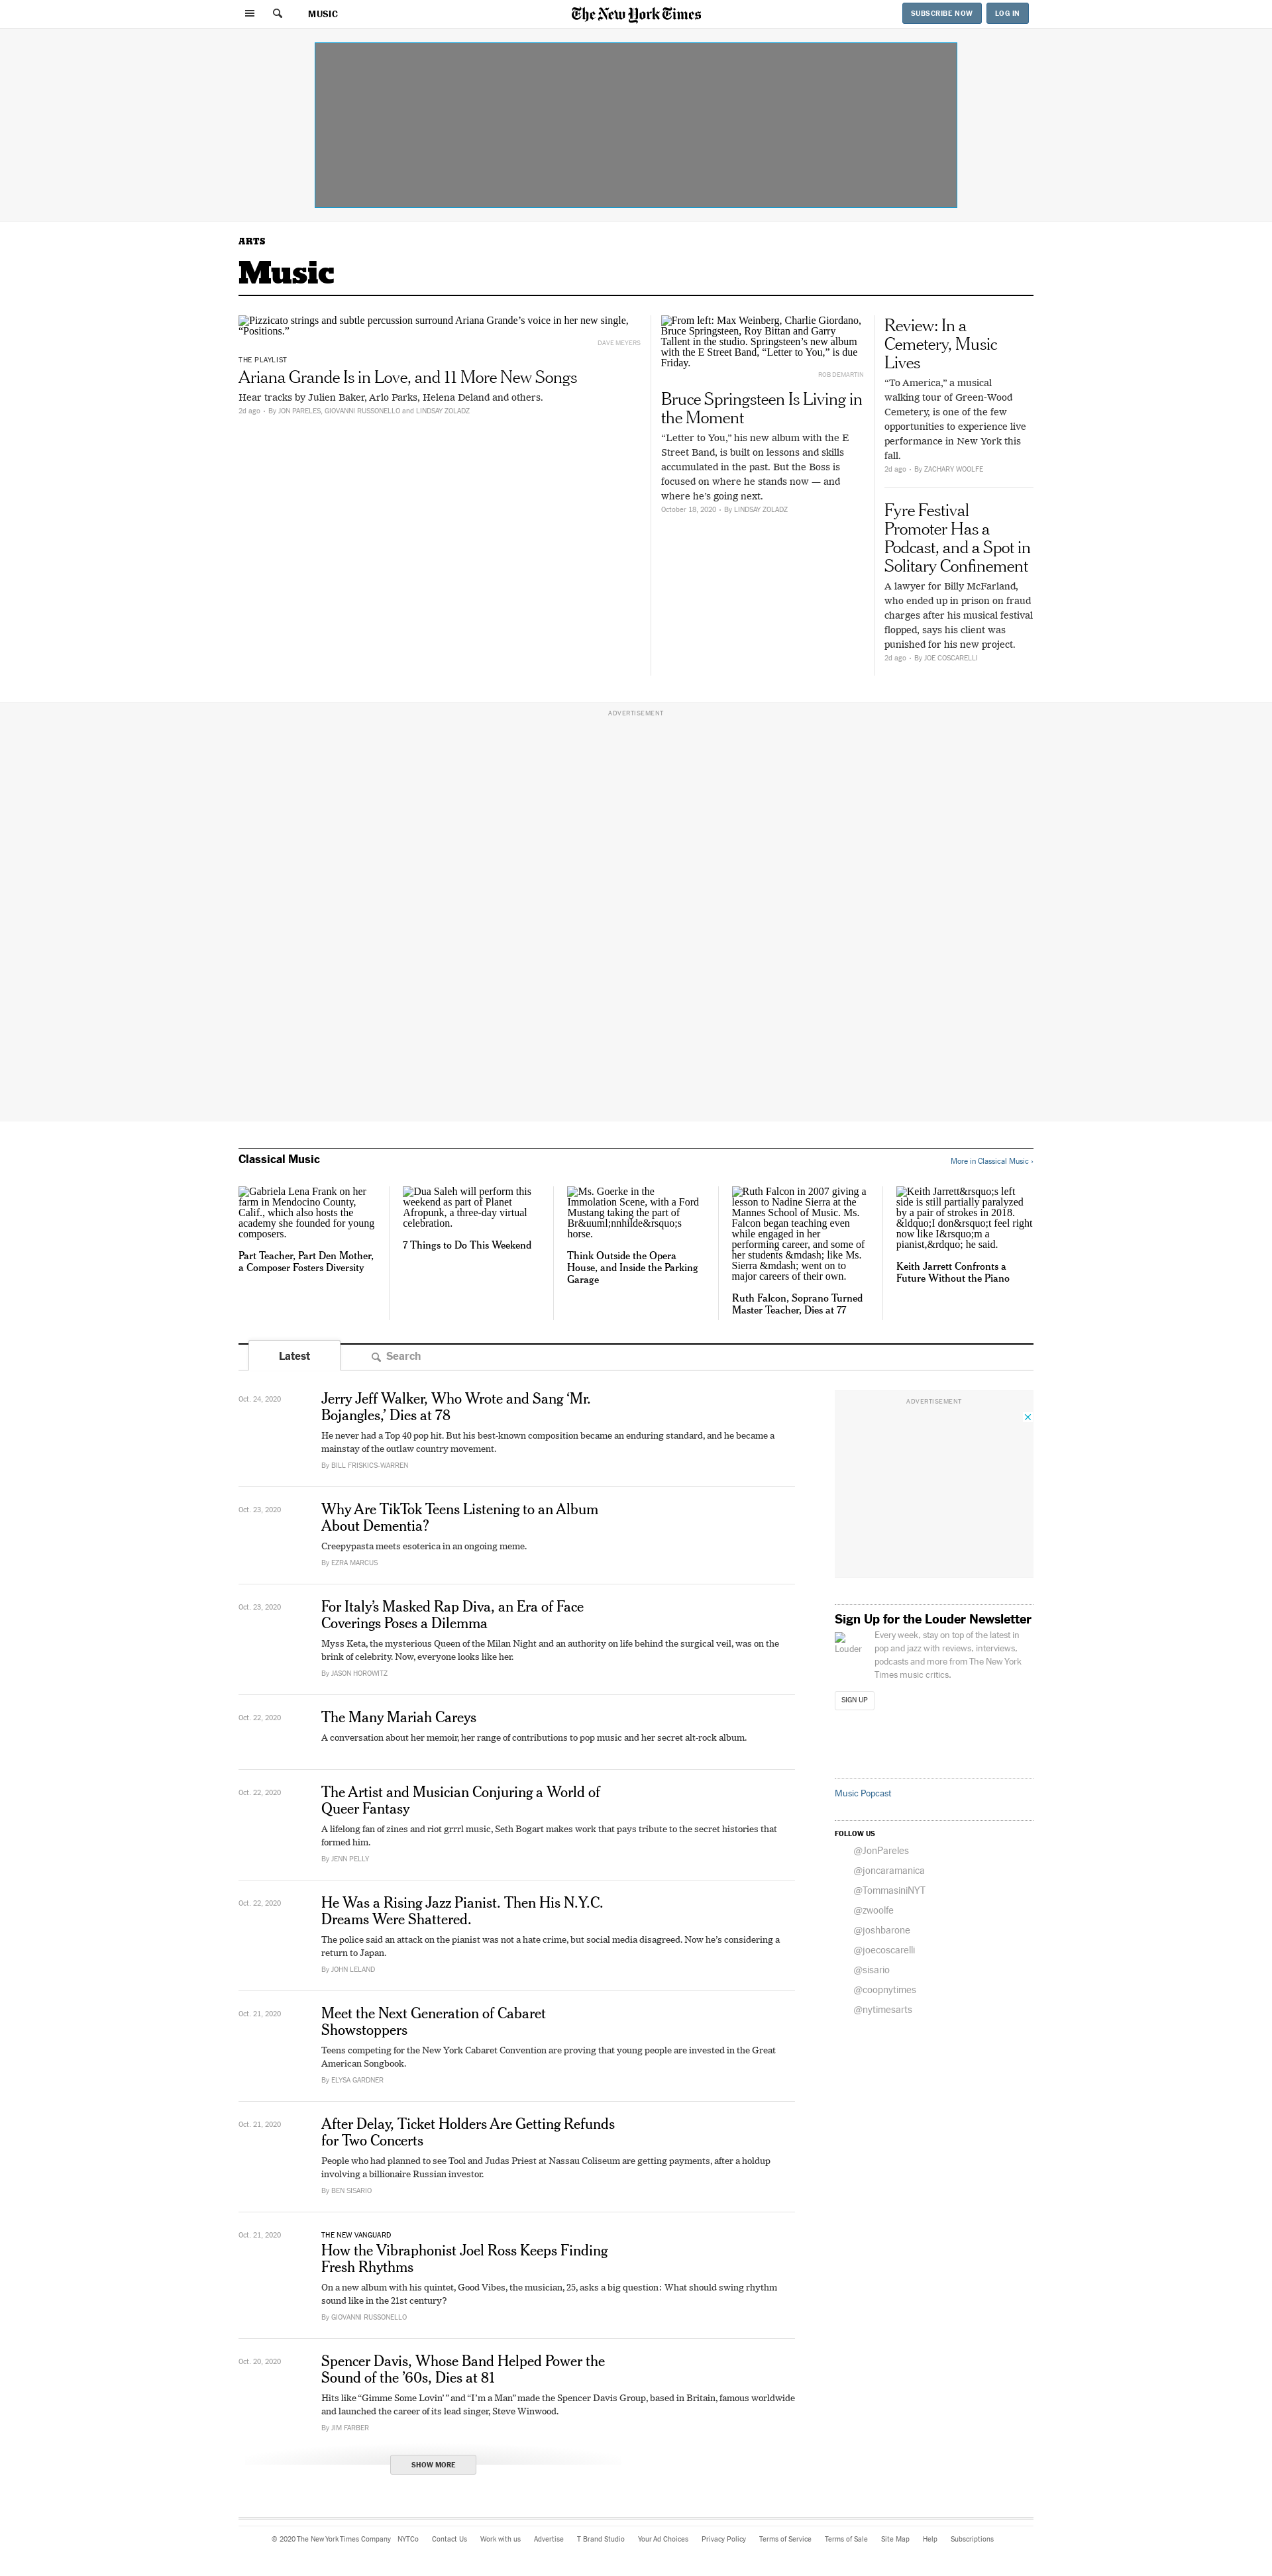 MUSIC
The New York Times
SUBSCRIBE NOW
LOG IN
ARTS
Music
Pizzicato strings and subtle percussion surround Ariana Grande’s voice in her new single,
“Positions.”
DAVE MEYERS
THE PLAYLIST
Ariana Grande Is in Love, and 11 More New Songs
Hear tracks by Julien Baker, Arlo Parks, Helena Deland and others.
2d ago • By JON PARELES, GIOVANNI RUSSONELLO and LINDSAY ZOLADZ
From left: Max Weinberg, Charlie Giordano,
Bruce Springsteen, Roy Bittan and Garry
Tallent in the studio. Springsteen’s new album
with the E Street Band, “Letter to You,” is due
Friday.
ROB DEMARTIN
Bruce Springsteen Is Living in
the Moment
“Letter to You,” his new album with the E
Street Band, is built on lessons and skills
accumulated in the past. But the Boss is
focused on where he stands now — and
where he’s going next.
October 18, 2020 • By LINDSAY ZOLADZ
Review: In a
Cemetery, Music
Lives
“To America,” a musical
walking tour of Green-Wood
Cemetery, is one of the few
opportunities to experience live
performance in New York this
fall.
2d ago • By ZACHARY WOOLFE
Fyre Festival
Promoter Has a
Podcast, and a Spot in
Solitary Confinement
A lawyer for Billy McFarland,
who ended up in prison on fraud
charges after his musical festival
flopped, says his client was
punished for his new project.
2d ago • By JOE COSCARELLI
ADVERTISEMENT
Classical Music
More in Classical Music ›
Gabriela Lena Frank on her
farm in Mendocino County,
Calif., which also hosts the
academy she founded for young
composers.
Part Teacher, Part Den Mother,
a Composer Fosters Diversity
Dua Saleh will perform this
weekend as part of Planet
Afropunk, a three-day virtual
celebration.
7 Things to Do This Weekend
Ms. Goerke in the
Immolation Scene, with a Ford
Mustang taking the part of
Br&uuml;nnhilde&rsquo;s
horse.
Think Outside the Opera
House, and Inside the Parking
Garage
Ruth Falcon in 2007 giving a
lesson to Nadine Sierra at the
Mannes School of Music. Ms.
Falcon began teaching even
while engaged in her
performing career, and some of
her students &mdash; like Ms.
Sierra &mdash; went on to
major careers of their own.
Ruth Falcon, Soprano Turned
Master Teacher, Dies at 77
Keith Jarrett&rsquo;s left
side is still partially paralyzed
by a pair of strokes in 2018.
&ldquo;I don&rsquo;t feel right
now like I&rsquo;m a
pianist,&rdquo; he said.
Keith Jarrett Confronts a
Future Without the Piano
Latest
Search
Oct. 24, 2020
Jerry Jeff Walker, Who Wrote and Sang ‘Mr.
Bojangles,’ Dies at 78
He never had a Top 40 pop hit. But his best-known composition became an enduring standard, and he became a
mainstay of the outlaw country movement.
By BILL FRISKICS-WARREN
Oct. 23, 2020
Why Are TikTok Teens Listening to an Album
About Dementia?
Creepypasta meets esoterica in an ongoing meme.
By EZRA MARCUS
Oct. 23, 2020
For Italy’s Masked Rap Diva, an Era of Face
Coverings Poses a Dilemma
Myss Keta, the mysterious Queen of the Milan Night and an authority on life behind the surgical veil, was on the
brink of celebrity. Now, everyone looks like her.
By JASON HOROWITZ
Oct. 22, 2020
The Many Mariah Careys
A conversation about her memoir, her range of contributions to pop music and her secret alt-rock album.
Oct. 22, 2020
The Artist and Musician Conjuring a World of
Queer Fantasy
A lifelong fan of zines and riot grrrl music, Seth Bogart makes work that pays tribute to the secret histories that
formed him.
By JENN PELLY
Oct. 22, 2020
He Was a Rising Jazz Pianist. Then His N.Y.C.
Dreams Were Shattered.
The police said an attack on the pianist was not a hate crime, but social media disagreed. Now he’s considering a
return to Japan.
By JOHN LELAND
Oct. 21, 2020
Meet the Next Generation of Cabaret
Showstoppers
Teens competing for the New York Cabaret Convention are proving that young people are invested in the Great
American Songbook.
By ELYSA GARDNER
Oct. 21, 2020
After Delay, Ticket Holders Are Getting Refunds
for Two Concerts
People who had planned to see Tool and Judas Priest at Nassau Coliseum are getting payments, after a holdup
involving a billionaire Russian investor.
By BEN SISARIO
Oct. 21, 2020
THE NEW VANGUARD
How the Vibraphonist Joel Ross Keeps Finding
Fresh Rhythms
On a new album with his quintet, Good Vibes, the musician, 25, asks a big question: What should swing rhythm
sound like in the 21st century?
By GIOVANNI RUSSONELLO
Oct. 20, 2020
Spencer Davis, Whose Band Helped Power the
Sound of the ’60s, Dies at 81
Hits like “Gimme Some Lovin’ ” and “I’m a Man” made the Spencer Davis Group, based in Britain, famous worldwide
and launched the career of its lead singer, Steve Winwood.
By JIM FARBER
SHOW MORE
ADVERTISEMENT
Sign Up for the Louder Newsletter
Louder
Every week, stay on top of the latest in
pop and jazz with reviews, interviews,
podcasts and more from The New York
Times music critics.
SIGN UP
Music Popcast
FOLLOW US
@JonPareles
@joncaramanica
@TommasiniNYT
@zwoolfe
@joshbarone
@joecoscarelli
@sisario
@coopnytimes
@nytimesarts
© 2020 The New York Times Company NYTCo Contact Us Work with us Advertise T Brand Studio Your Ad Choices Privacy Policy Terms of Service Terms of Sale Site Map Help Subscriptions